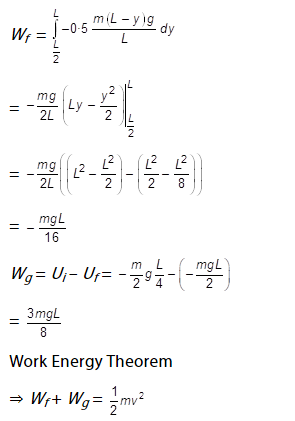 W_f = ∫_{L/2}^{L} −0·5 m(L − y)g / L dy
= − mg/2L (Ly − y²/2)|_{L/2}^{L}
= − mg/2L ((L² − L²/2) − (L²/2 − L²/8))
= − mgL/16
W_g = U_i − U_f = − m/2 g L/4 − (− mgL/2)
= 3mgL/8
Work Energy Theorem
⇒ W_f + W_g = 1/2 mv²